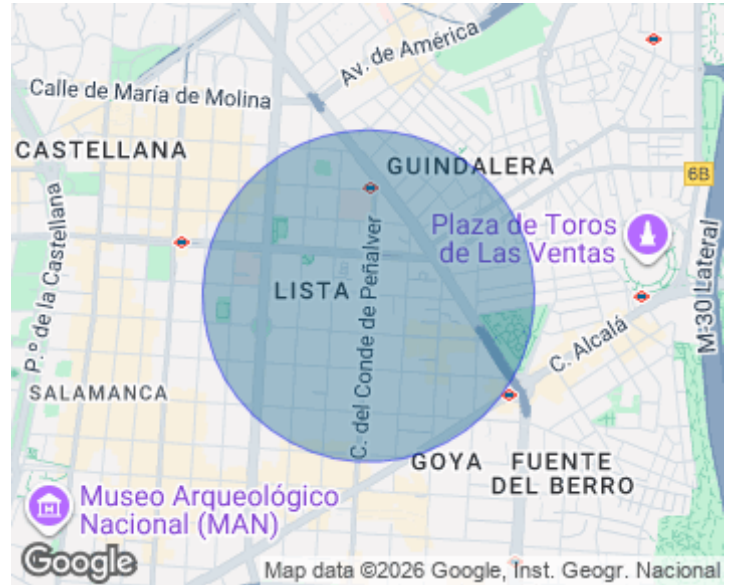 Av. de América
Calle de María de Molina
CASTELLANA
GUINDALERA
6B
P.º de la Castellana
C. del Conde de Peñalver
Plaza de Toros
de Las Ventas
M-30 Lateral
LISTA
C. Alcalá
SALAMANCA
GOYA
FUENTE
DEL BERRO
Museo Arqueológico
Nacional (MAN)
Google
Map data ©2026 Google, Inst. Geogr. Nacional